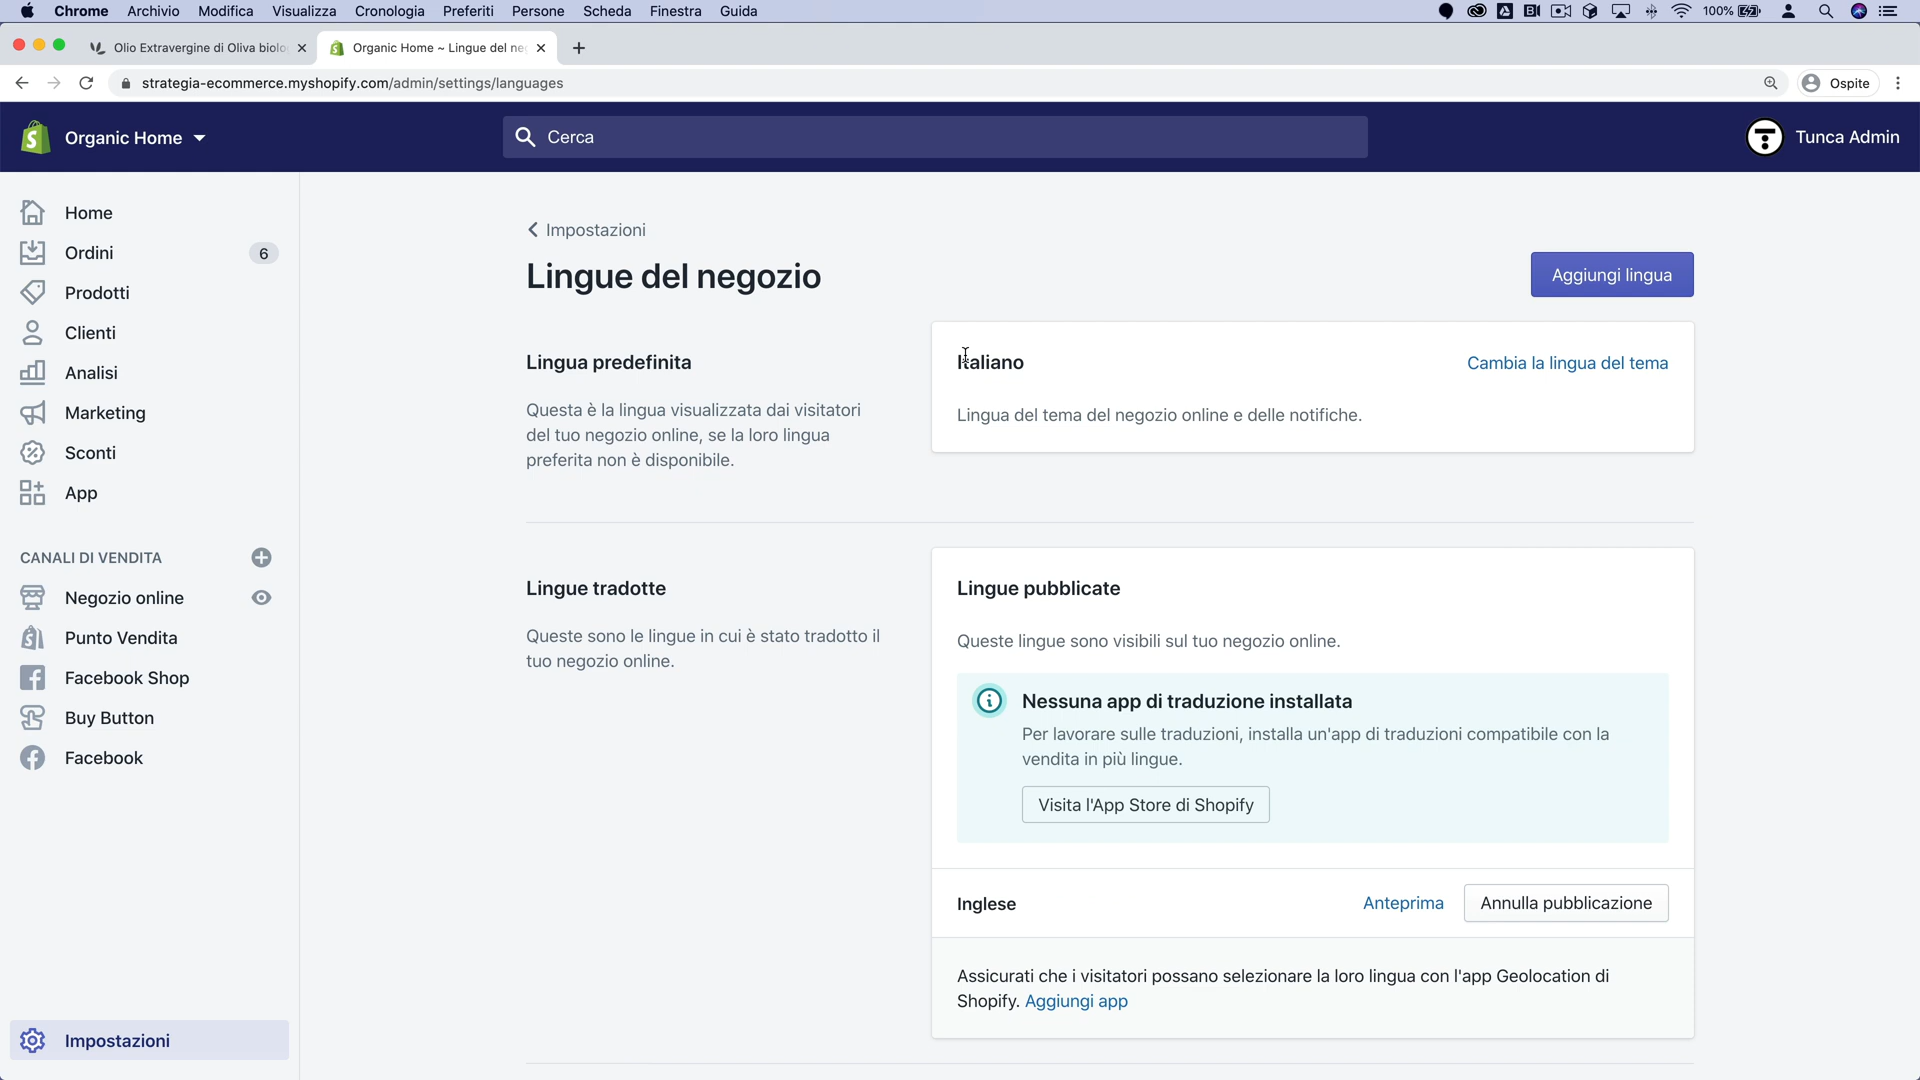 Chrome Archivio Modifica Visualizza Cronologia Preferiti Persone Scheda Finestra Guida 100%
Olio Extravergine di Oliva biolo
Organic Home ~ Lingue del neg
strategia-ecommerce.myshopify.com/admin/settings/languages
Ospite
Organic Home
Cerca
Tunca Admin
Home
Ordini 6
Prodotti
Clienti
Analisi
Marketing
Sconti
App
CANALI DI VENDITA
Negozio online
Punto Vendita
Facebook Shop
Buy Button
Facebook
Impostazioni
Impostazioni
Lingue del negozio
Aggiungi lingua
Lingua predefinita
Questa è la lingua visualizzata dai visitatori
del tuo negozio online, se la loro lingua
preferita non è disponibile.
Italiano
Cambia la lingua del tema
Lingua del tema del negozio online e delle notifiche.
Lingue tradotte
Queste sono le lingue in cui è stato tradotto il
tuo negozio online.
Lingue pubblicate
Queste lingue sono visibili sul tuo negozio online.
Nessuna app di traduzione installata
Per lavorare sulle traduzioni, installa un'app di traduzioni compatibile con la
vendita in più lingue.
Visita l'App Store di Shopify
Inglese
Anteprima
Annulla pubblicazione
Assicurati che i visitatori possano selezionare la loro lingua con l'app Geolocation di
Shopify. Aggiungi app